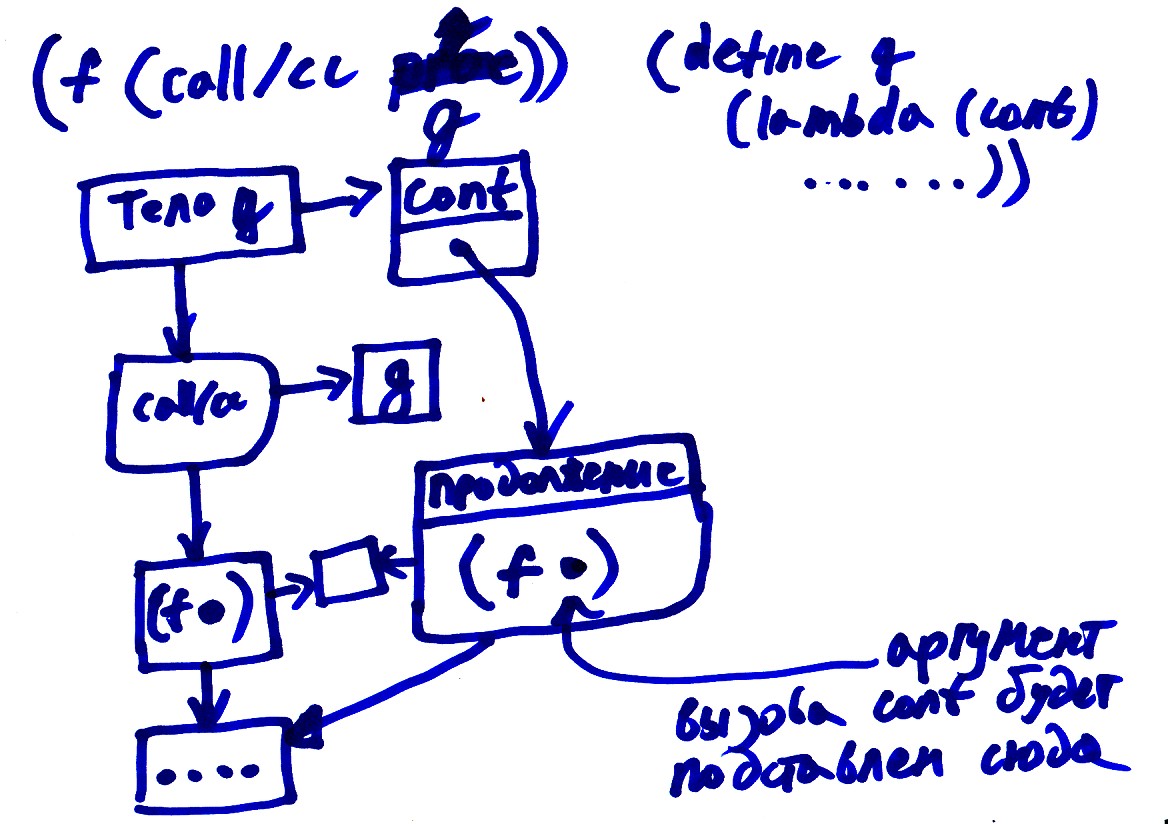 (f (call/cc g))
(define g
(lambda (cont)
.... . ...))
Тело g
cont
call/cc
g
продолжение
(f •)
(f •)
....
аргумент
вызова cont будет
подставлен сюда